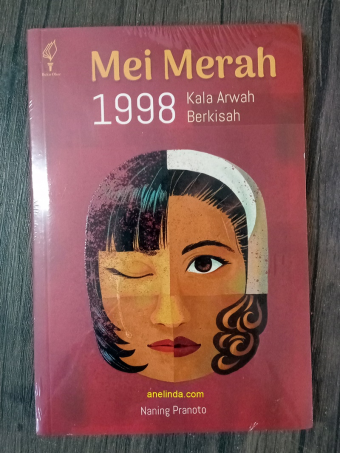 Mei Merah
1998
Kala Arwah
Berkisah
anelinda.com
Naning Pranoto